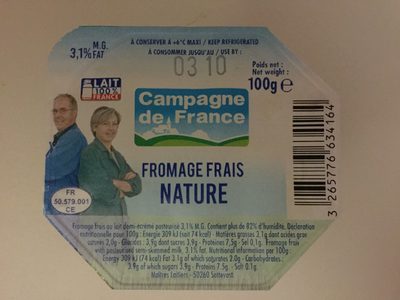 À CONSERVER À +6°C MAXI / KEEP REFRIGERATED
À CONSOMMER JUSQU'AU / USE BY :
03 10
3,1% M.G. FAT
Poids net :
Net weight :
100g e
LAIT
100%
FRANCE
Campagne
de France
FROMAGE FRAIS
NATURE
FR
50.579.001
CE
3 265776 634164
Fromage frais au lait demi-écrémé pasteurisé 3,1% M.G. Contient plus de 82% d'humidité. Déclaration
nutritionnelle pour 100g : Énergie 309 kJ (soit 74 kcal) - Matières grasses 3,1g dont acides gras
saturés 2,0g - Glucides : 3,9g dont sucres 3,9g - Protéines 7,5g - Sel 0,1g. Fromage frais
with pasteurised semi-skimmed milk, 3.1% fat. Nutritional information per 100g :
Energy 309 kJ (74 kcal) Fat 3.1g of which saturates 2.0g - Carbohydrates :
3.9g of which sugars 3.9g - Proteins 7.5g - Salt 0.1g.
Maîtres Laitiers - 50260 Sottevast